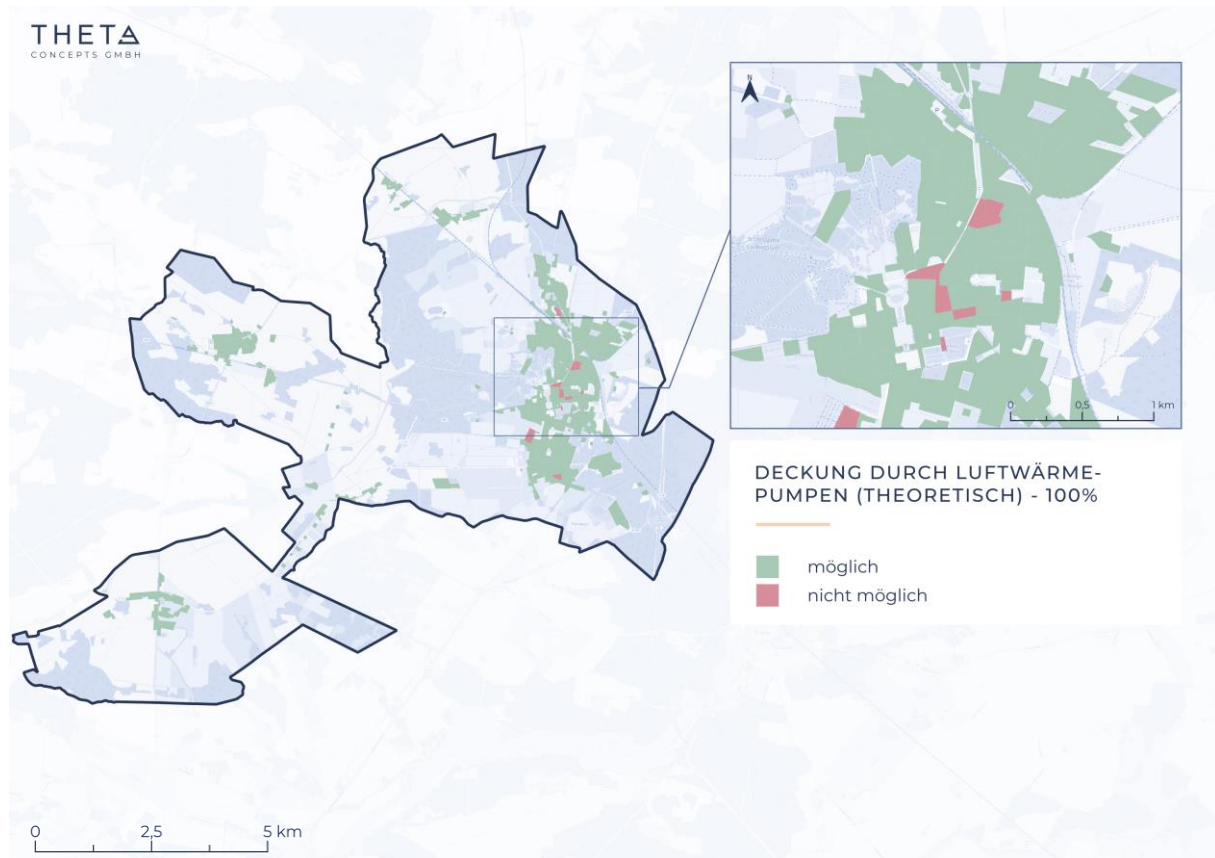 THETA
CONCEPTS GMBH
N
0
0,5
1 km
DECKUNG DURCH LUFTWÄRME-
PUMPEN (THEORETISCH) - 100%
möglich
nicht möglich
0
2,5
5 km